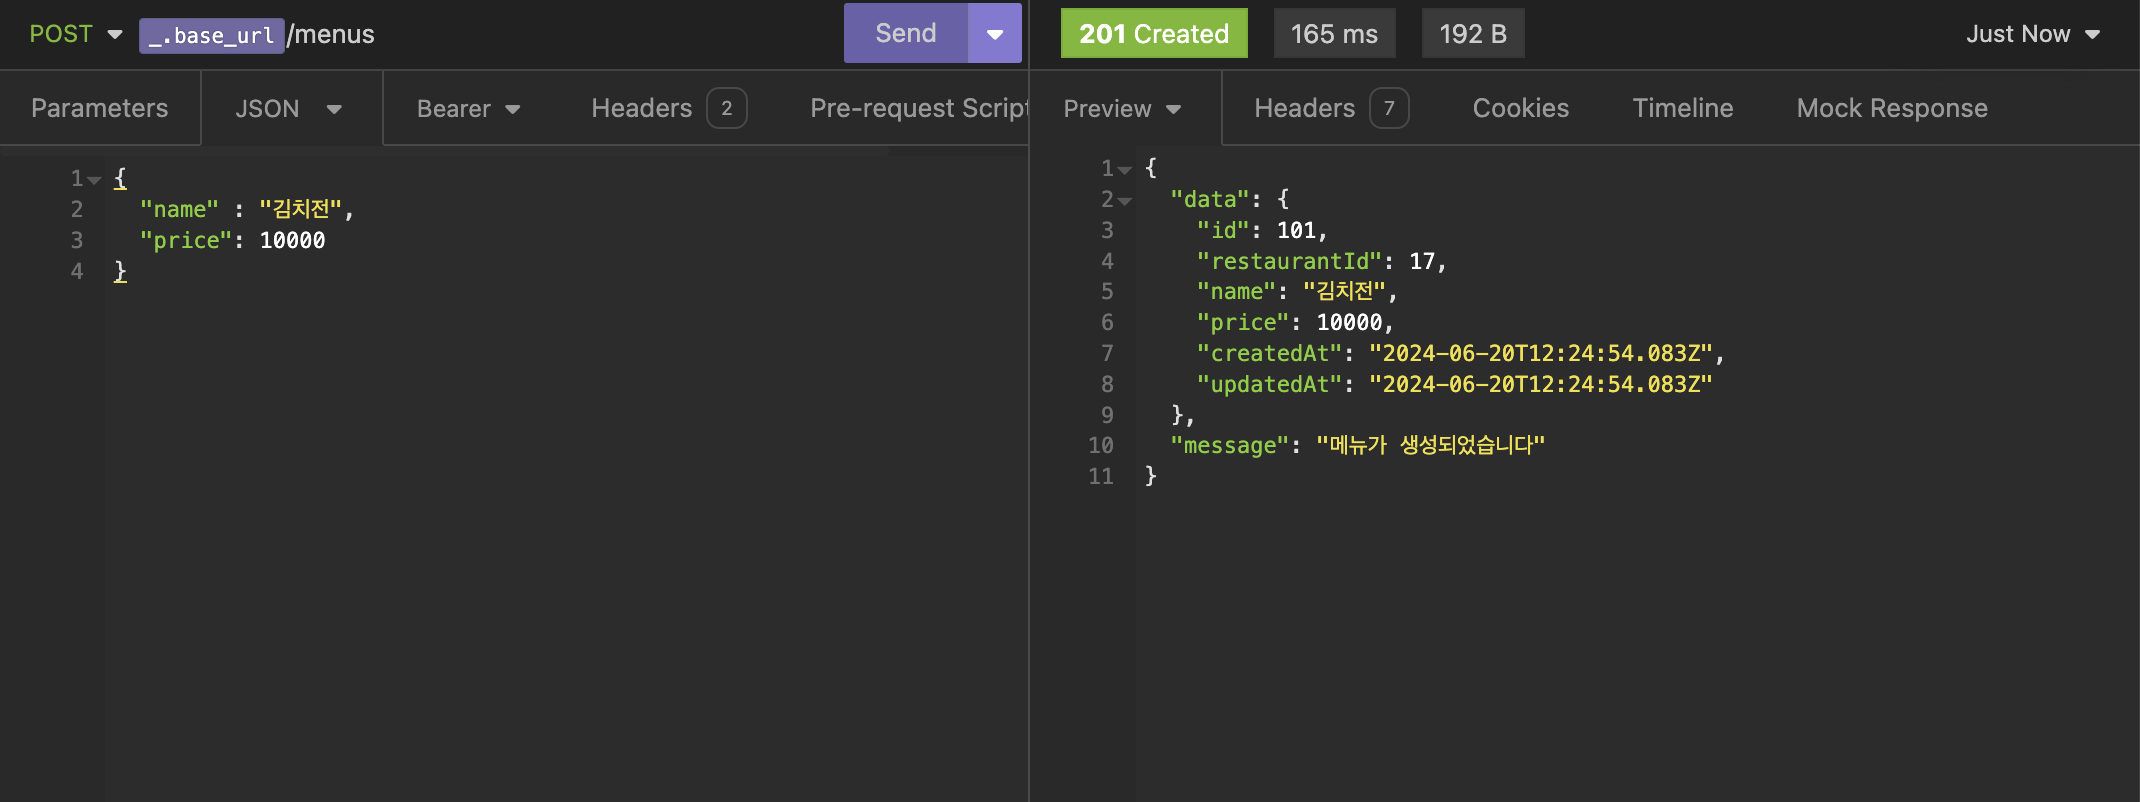 POST _.base_url/menus Send
Parameters JSON Bearer Headers 2 Pre-request Script
1 {
2 "name" : "김치전",
3 "price": 10000
4 }
201 Created 165 ms 192 B Just Now
Preview Headers 7 Cookies Timeline Mock Response
1 {
2 "data": {
3 "id": 101,
4 "restaurantId": 17,
5 "name": "김치전",
6 "price": 10000,
7 "createdAt": "2024-06-20T12:24:54.083Z",
8 "updatedAt": "2024-06-20T12:24:54.083Z"
9 },
10 "message": "메뉴가 생성되었습니다"
11 }